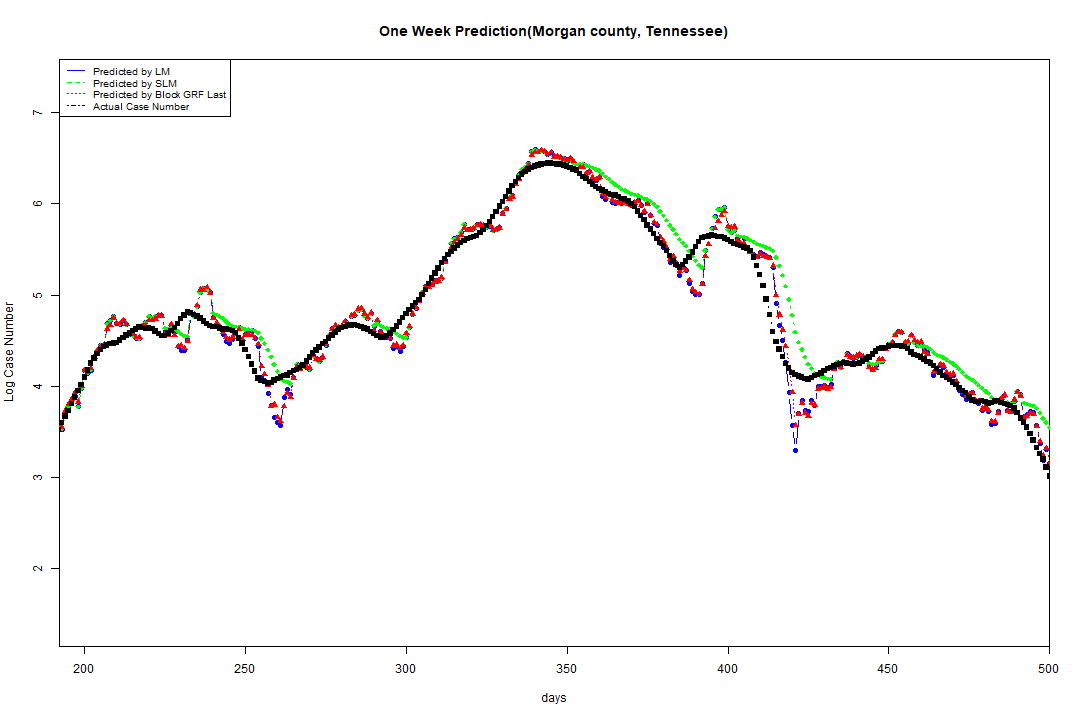 One Week Prediction(Morgan county, Tennessee)
Predicted by LM
Predicted by SLM
Predicted by Block GRF Last
Actual Case Number
Log Case Number
7
6
5
4
3
2
200 250 300 350 400 450 500
days